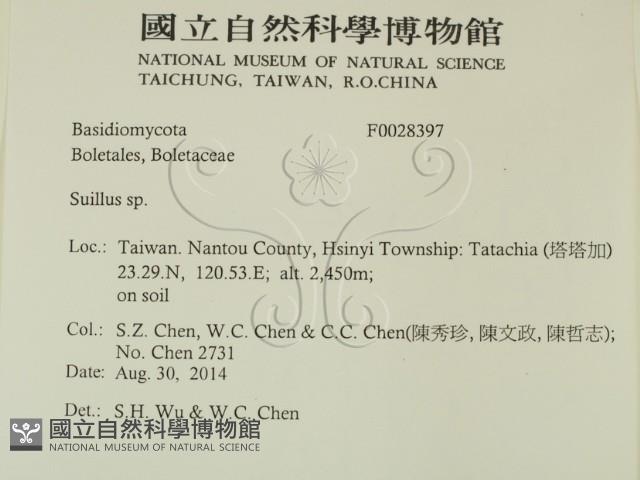 國立自然科學博物館
NATIONAL MUSEUM OF NATURAL SCIENCE
TAICHUNG, TAIWAN, R.O.CHINA
Basidiomycota F0028397
Boletales, Boletaceae
Suillus sp.
Loc.: Taiwan. Nantou County, Hsinyi Township: Tatachia (塔塔加)
23.29.N, 120.53.E; alt. 2,450m;
on soil
Col.: S.Z. Chen, W.C. Chen & C.C. Chen(陳秀珍, 陳文政, 陳哲志);
No. Chen 2731
Date: Aug. 30, 2014
Det.: S.H. Wu & W.C. Chen
國立自然科學博物館
NATIONAL MUSEUM OF NATURAL SCIENCE